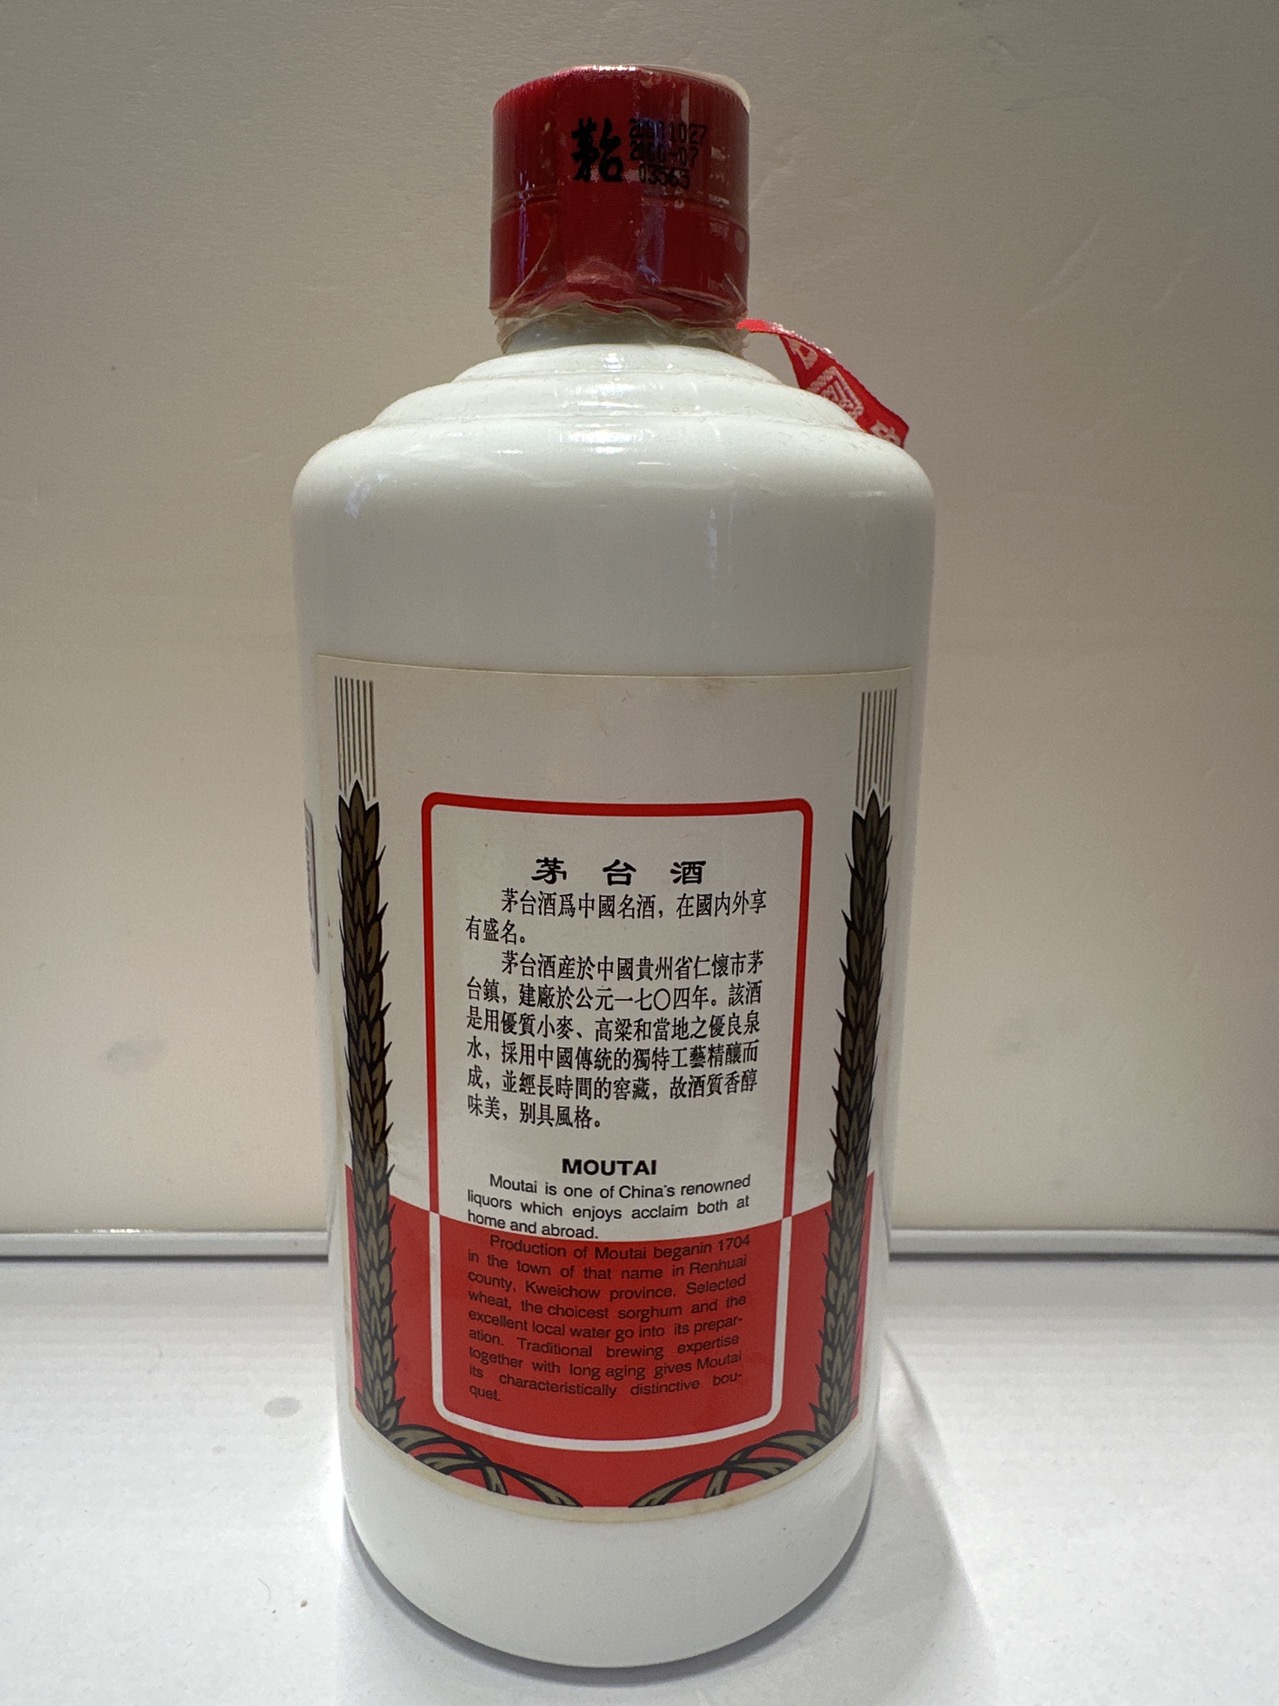 茅台
03565
茅台酒
茅台酒爲中國名酒，在國内外享
有盛名。
茅台酒産於中國貴州省仁懷市茅
台鎮，建廠於公元一七〇四年。該酒
是用優質小麥、高粱和當地之優良泉
水，採用中國傳統的獨特工藝精釀而
成，並經長時間的窖藏，故酒質香醇
味美，别具風格。
MOUTAI
Moutai is one of China's renowned
liquors which enjoys acclaim both at
home and abroad.
Production of Moutai beganin 1704
in the town of that name in Renhuai
county, Kweichow province. Selected
wheat, the choicest sorghum and the
excellent local water go into its prepar-
ation. Traditional brewing expertise
together with long aging gives Moutai
its characteristically distinctive bou-
quet.